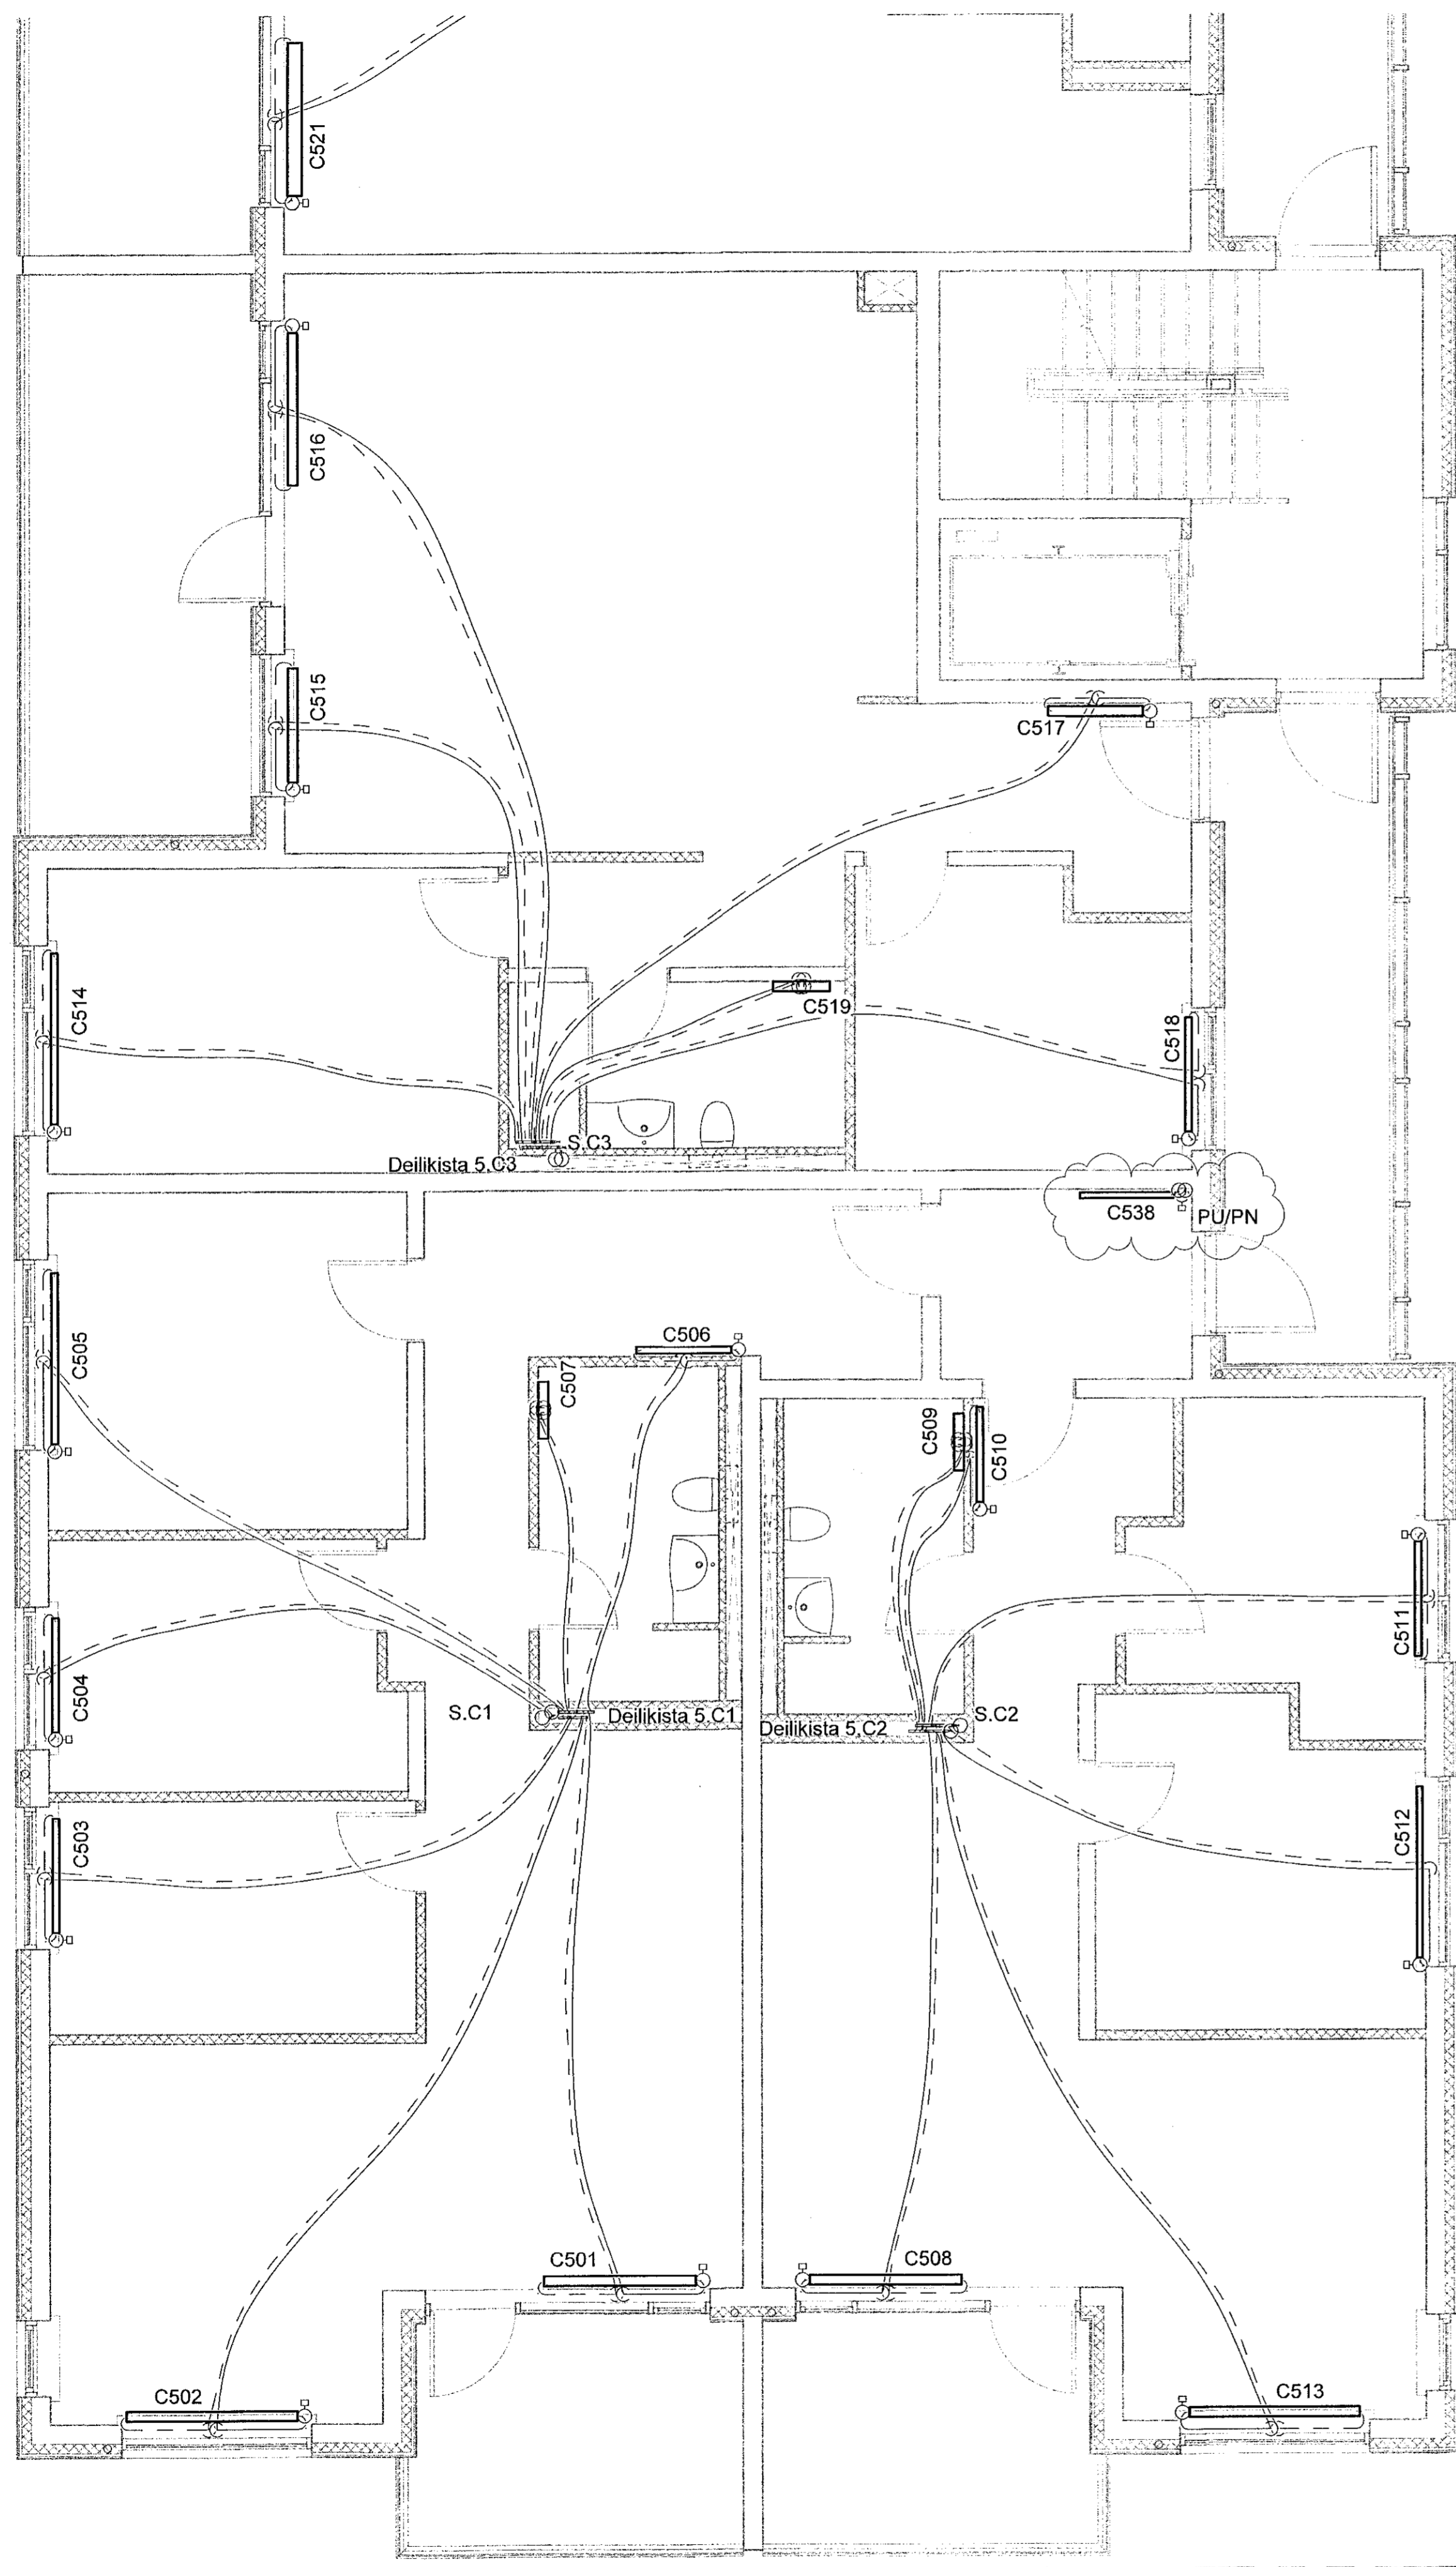 C521
C516
C515
C517
C514
C519
C518
S.C3
Deilikista 5.C3
C538
PU/PN
C505
C506
C507
C509
C510
C511
C504
S.C1
Deilikista 5.C1
Deilikista 5.C2
S.C2
C503
C512
C501
C508
C502
C513